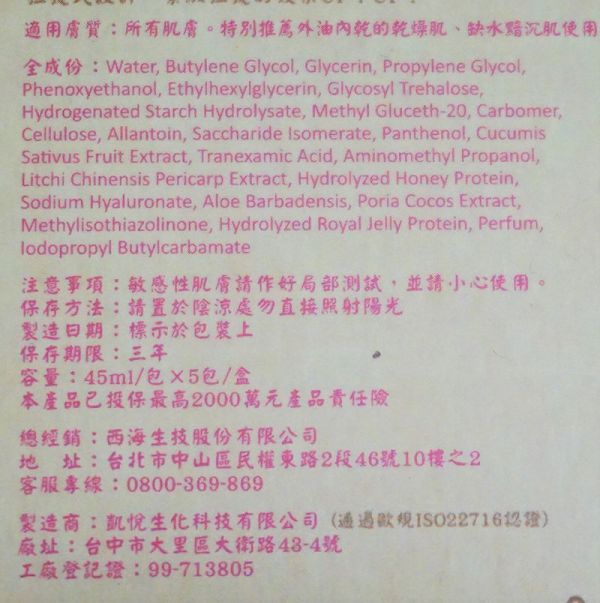 適用膚質：所有肌膚。特別推薦外油內乾的乾燥肌、缺水黯沉肌使用
全成份：Water, Butylene Glycol, Glycerin, Propylene Glycol,
Phenoxyethanol, Ethylhexylglycerin, Glycosyl Trehalose,
Hydrogenated Starch Hydrolysate, Methyl Gluceth-20, Carbomer,
Cellulose, Allantoin, Saccharide Isomerate, Panthenol, Cucumis
Sativus Fruit Extract, Tranexamic Acid, Aminomethyl Propanol,
Litchi Chinensis Pericarp Extract, Hydrolyzed Honey Protein,
Sodium Hyaluronate, Aloe Barbadensis, Poria Cocos Extract,
Methylisothiazolinone, Hydrolyzed Royal Jelly Protein, Perfum,
Iodopropyl Butylcarbamate
注意事項：敏感性肌膚請作好局部測試，並請小心使用。
保存方法：請置於陰涼處勿直接照射陽光
製造日期：標示於包裝上
保存期限：三年
容量：45ml/包×5包/盒
本產品已投保最高2000萬元產品責任險
總經銷：西海生技股份有限公司
地　址：台北市中山區民權東路2段46號10樓之2
客服專線：0800-369-869
製造商：凱悅生化科技有限公司 (通過歐規ISO22716認證)
廠址：台中市大里區大衛路43-4號
工廠登記證：99-713805